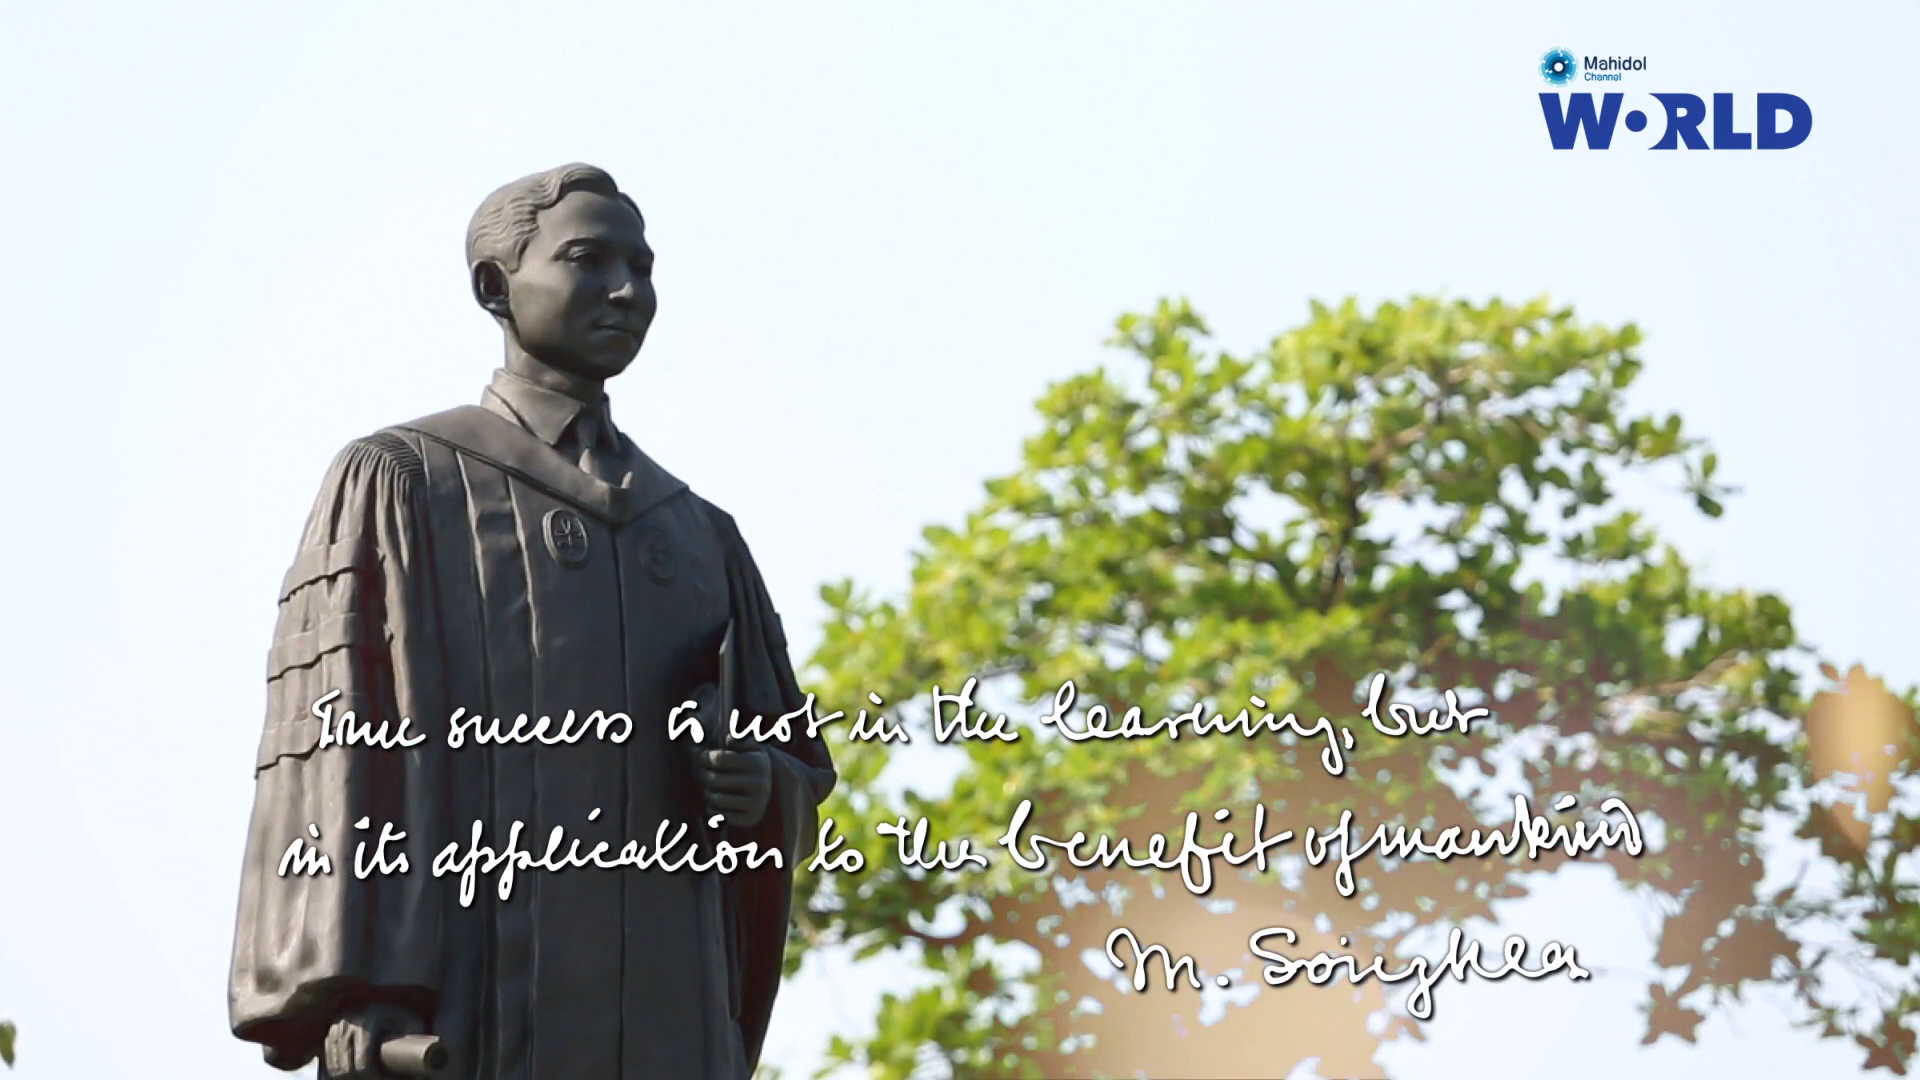 Mahidol
Channel
WORLD
True success is not in the learning, but
in its application to the benefit of mankind
M. Songkla